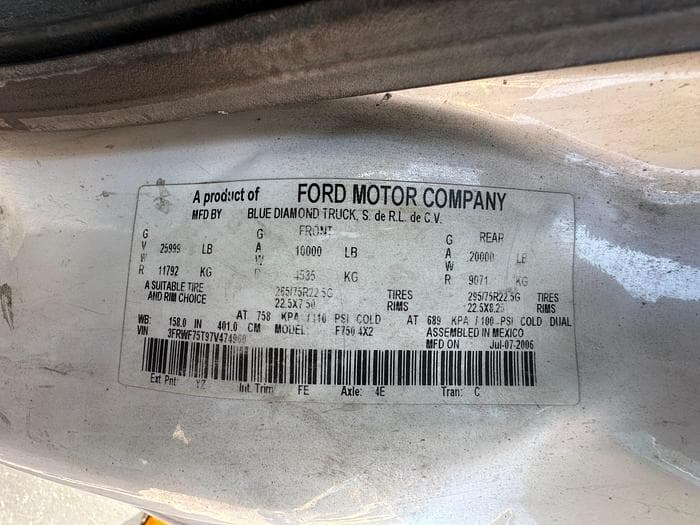 A product of FORD MOTOR COMPANY
MFD BY BLUE DIAMOND TRUCK, S. de R.L. de C.V.
G FRONT G REAR
V 25999 LB A 10000 LB A 20000 LB
W W W
R 11792 KG R 4535 KG R 9071 KG
A SUITABLE TIRE 295/75R22.5G TIRES 295/75R22.5G TIRES
AND RIM CHOICE 22.5X7.50 RIMS 22.5X8.25 RIMS
AT 758 KPA / 110 PSI COLD AT 689 KPA / 100 PSI COLD DUAL
WB: 158.0 IN 401.0 CM MODEL: F750 4X2 ASSEMBLED IN MEXICO
VIN 3FRWF75T97V474960 MFD ON Jul-07-2006
Ext Pnt: YZ Int. Trim FE Axle: 4E Tran: C